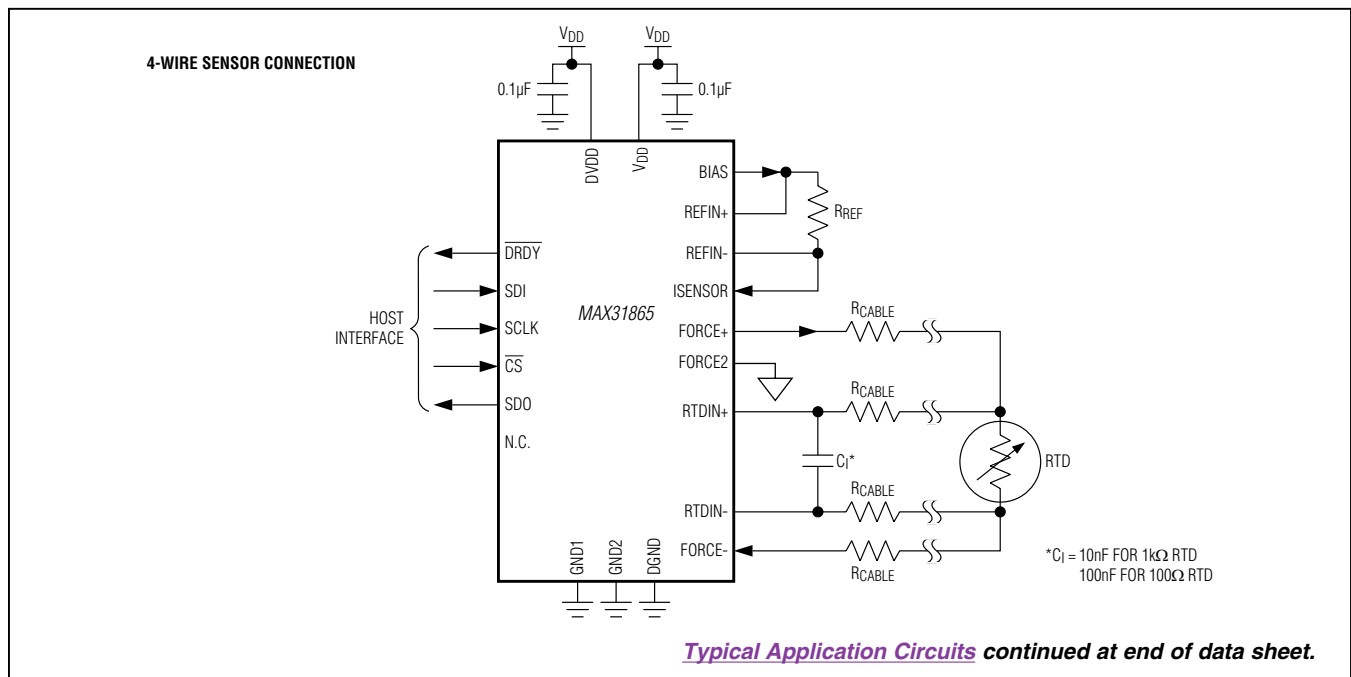 4-WIRE SENSOR CONNECTION
VDD
VDD
0.1µF
0.1µF
DVDD
VDD
BIAS
REFIN+
RREF
REFIN-
ISENSOR
DRDY
SDI
SCLK
CS
SDO
N.C.
HOST
INTERFACE
MAX31865
FORCE+
RCABLE
FORCE2
RTDIN+
RCABLE
CI*
RTD
RTDIN-
RCABLE
FORCE-
RCABLE
GND1
GND2
DGND
*CI = 10nF FOR 1kΩ RTD
100nF FOR 100Ω RTD
Typical Application Circuits continued at end of data sheet.